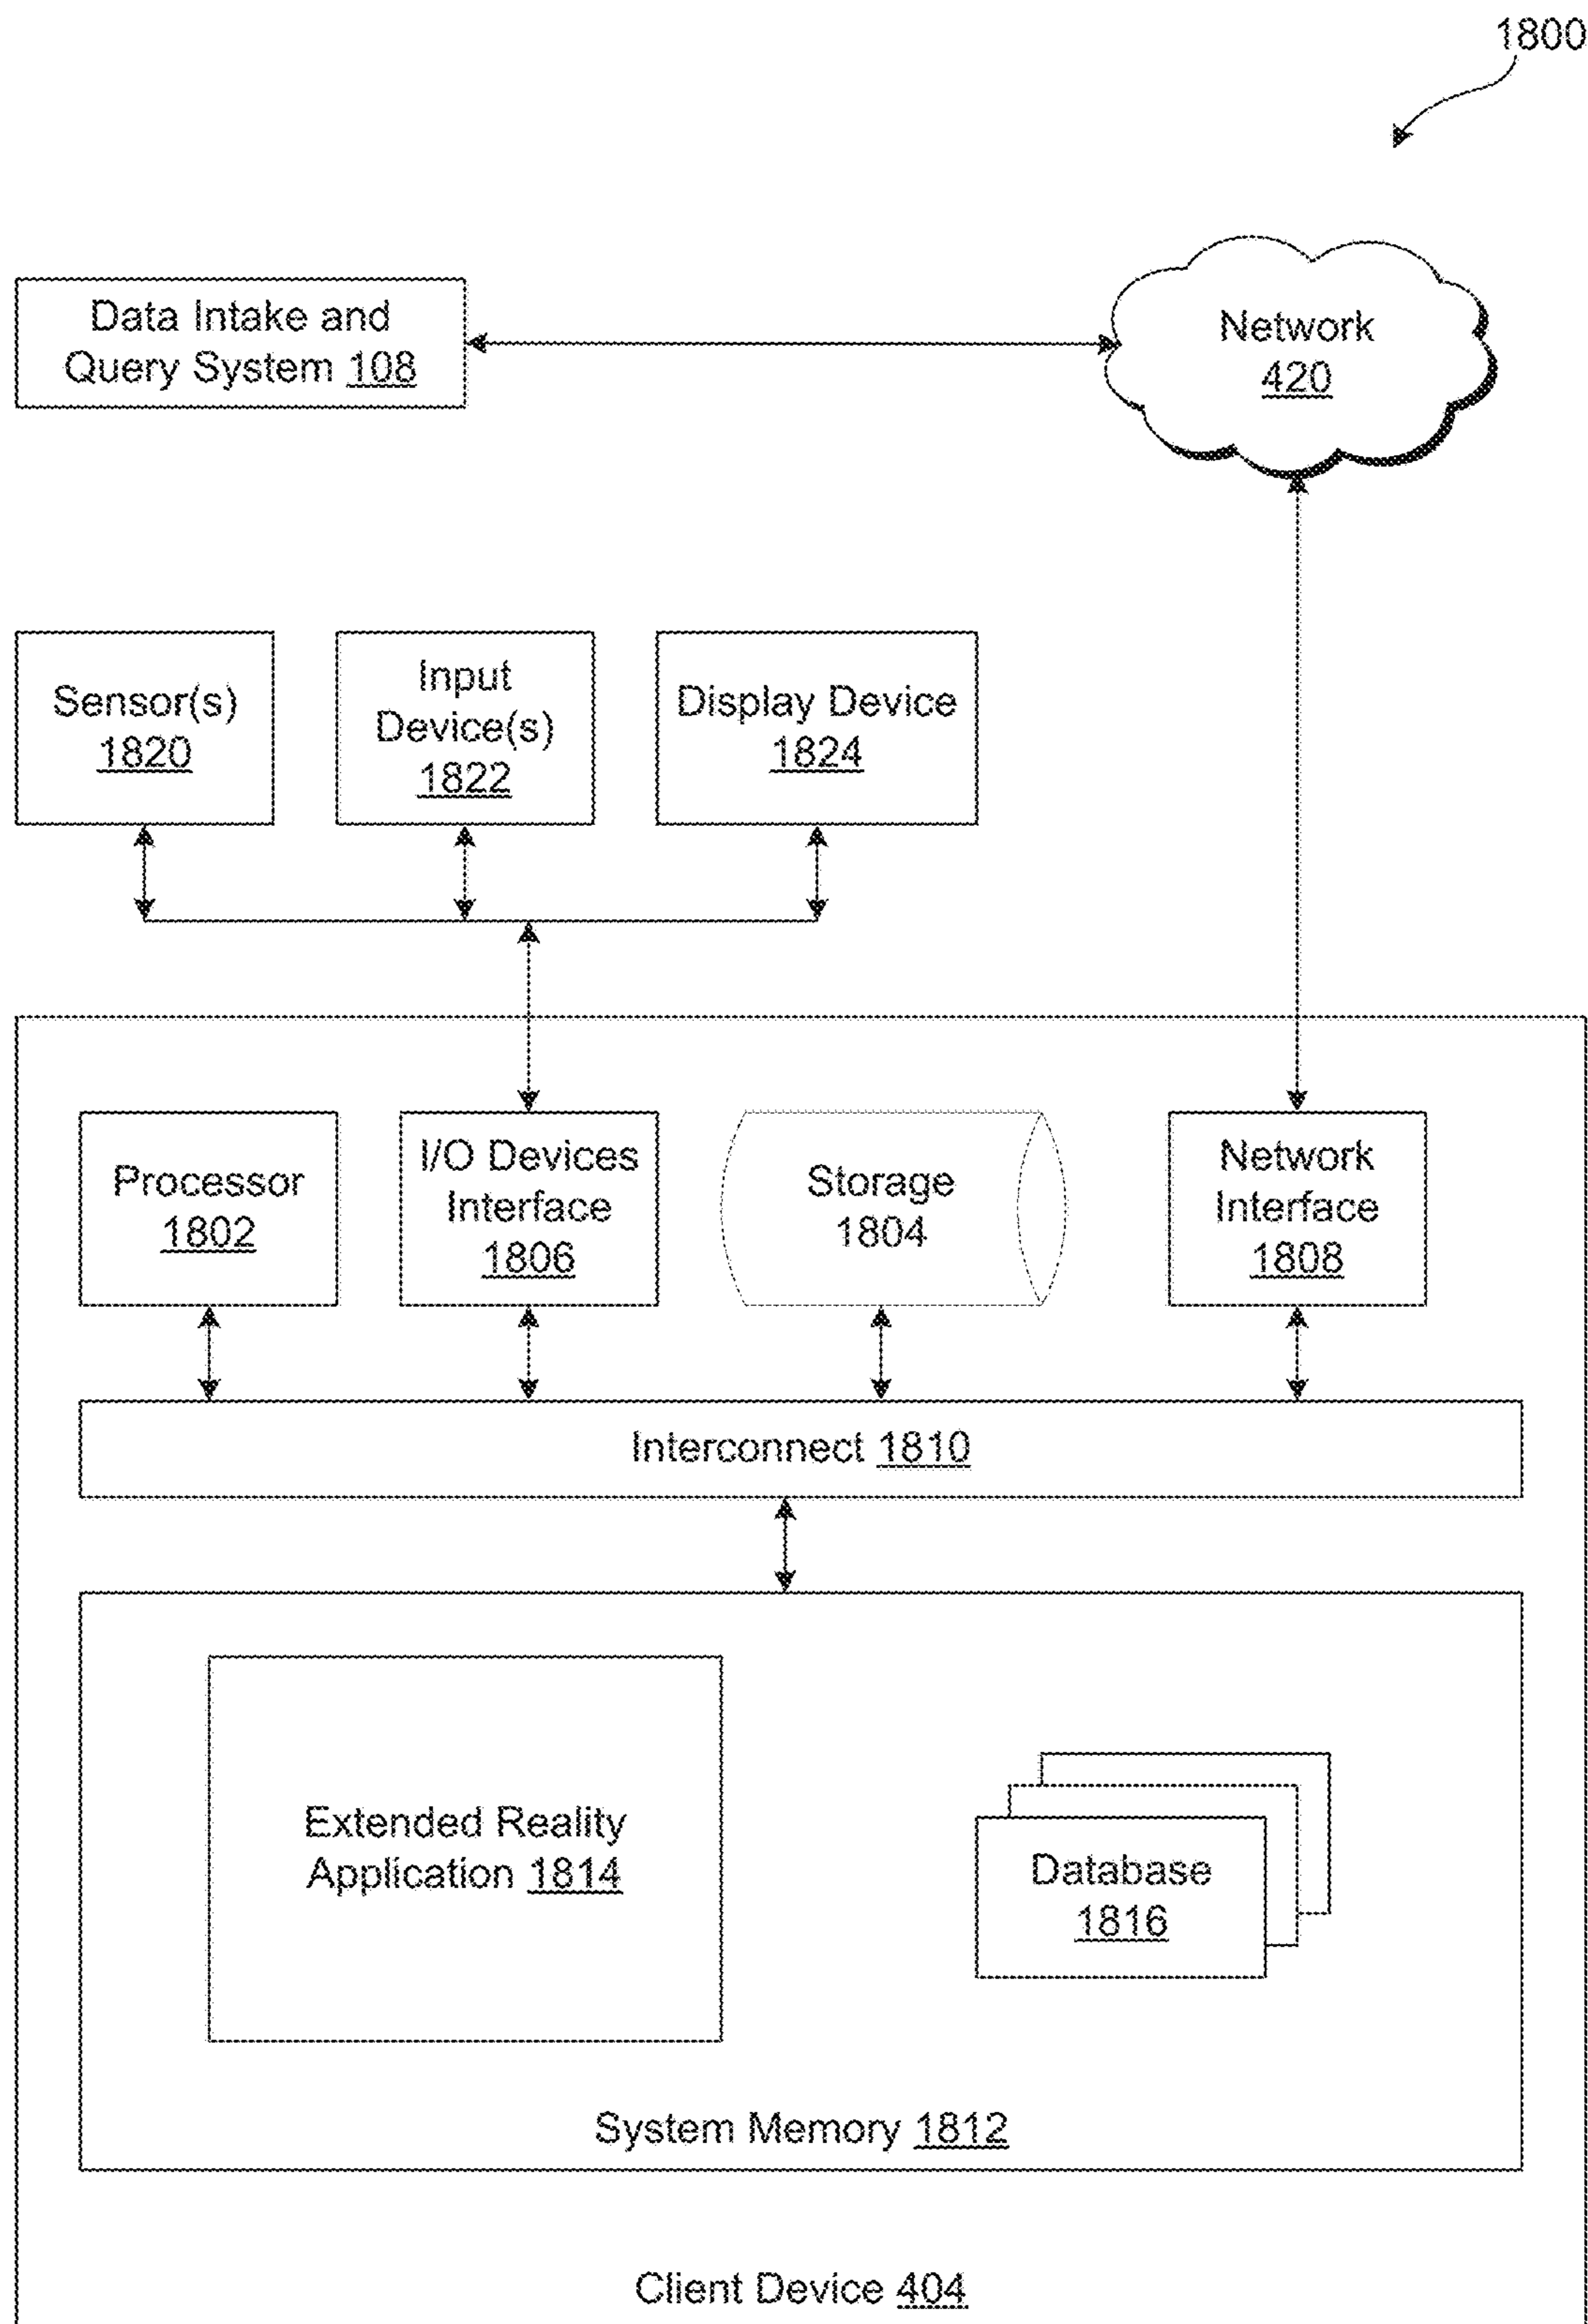 1800
Data Intake and
Query System 108
Network
420
Sensor(s)
1820
Input
Device(s)
1822
Display Device
1824
Processor
1802
I/O Devices
Interface
1806
Storage
1804
Network
Interface
1808
Interconnect 1810
Extended Reality
Application 1814
Database
1816
System Memory 1812
Client Device 404